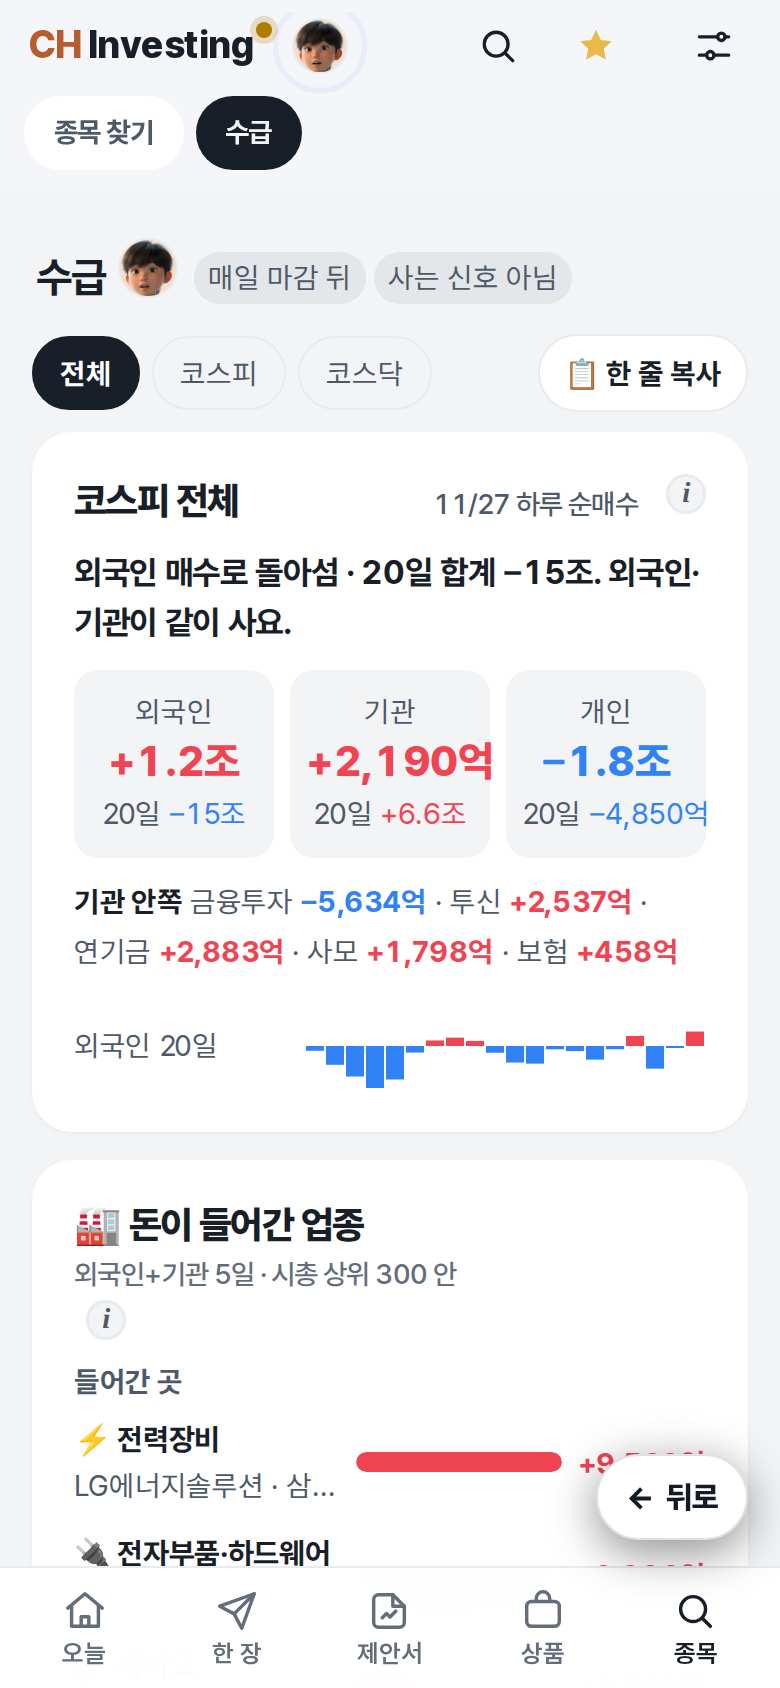 CH Investing
종목 찾기 수급
수급 매일 마감 뒤 사는 신호 아님
전체 코스피 코스닥 📋 한 줄 복사
코스피 전체 11/27 하루 순매수 i
외국인 매수로 돌아섬 · 20일 합계 −15조. 외국인·
기관이 같이 사요.
외국인 기관 개인
+1.2조 +2,190억 −1.8조
20일 −15조 20일 +6.6조 20일 −4,850억
기관 안쪽 금융투자 −5,634억 · 투신 +2,537억 ·
연기금 +2,883억 · 사모 +1,798억 · 보험 +458억
외국인 20일
🏭 돈이 들어간 업종
외국인+기관 5일 · 시총 상위 300 안
i
들어간 곳
⚡ 전력장비
LG에너지솔루션 · 삼...
← 뒤로
🔌 전자부품·하드웨어
오늘 한 장 제안서 상품 종목